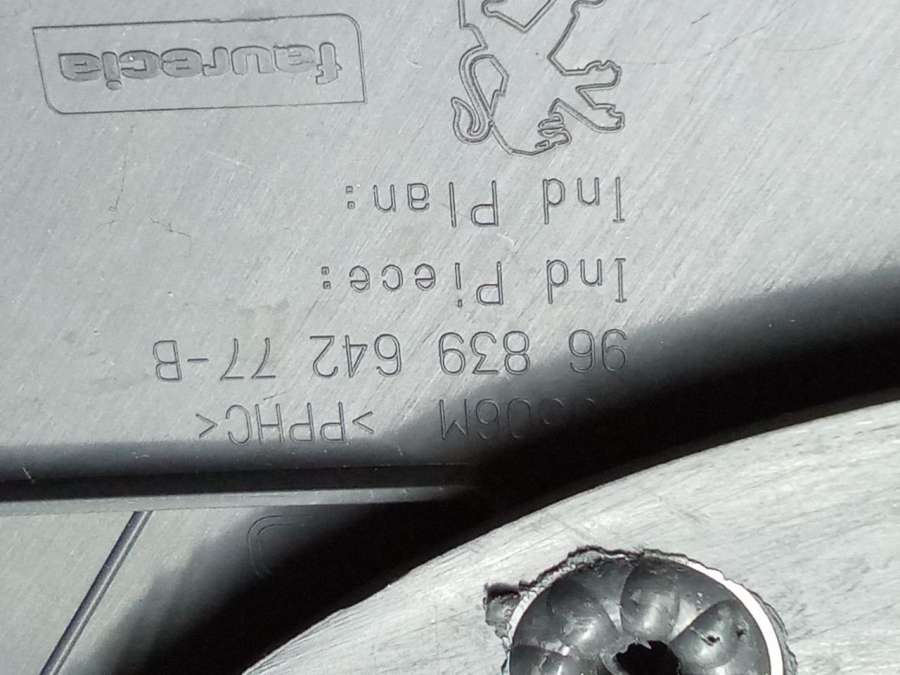 >PPHC<
96 839 642 77-B
Ind Piece:
Ind Plan:
faurecia